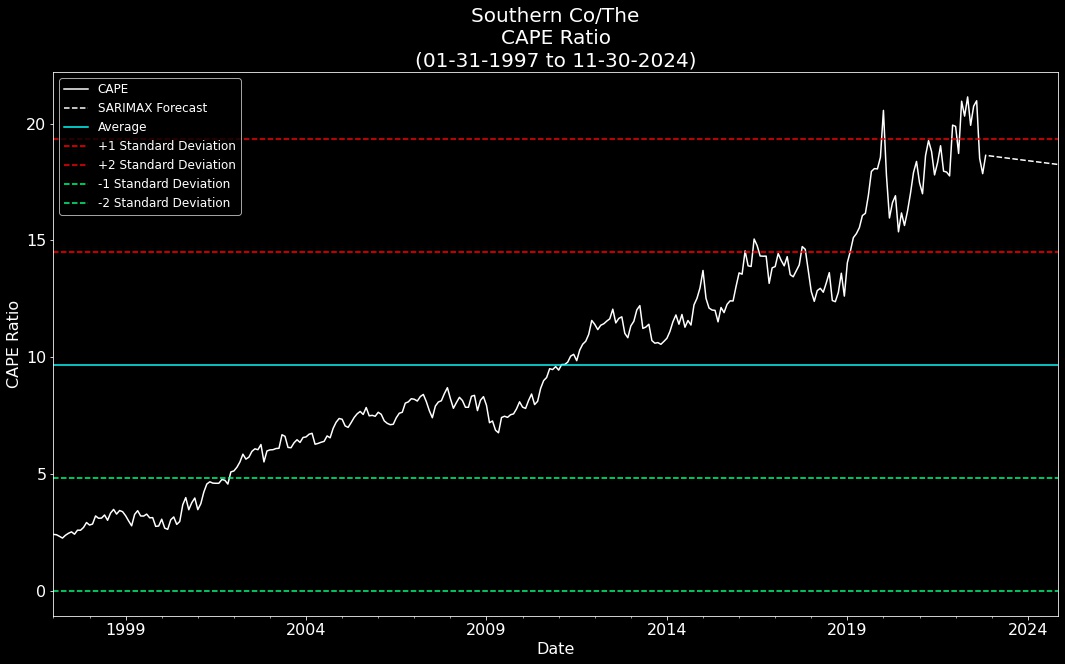 Southern Co/The
CAPE Ratio
(01-31-1997 to 11-30-2024)
CAPE
SARIMAX Forecast
Average
+1 Standard Deviation
+2 Standard Deviation
-1 Standard Deviation
-2 Standard Deviation
CAPE Ratio
20
15
10
5
0
1999
2004
2009
2014
2019
2024
Date